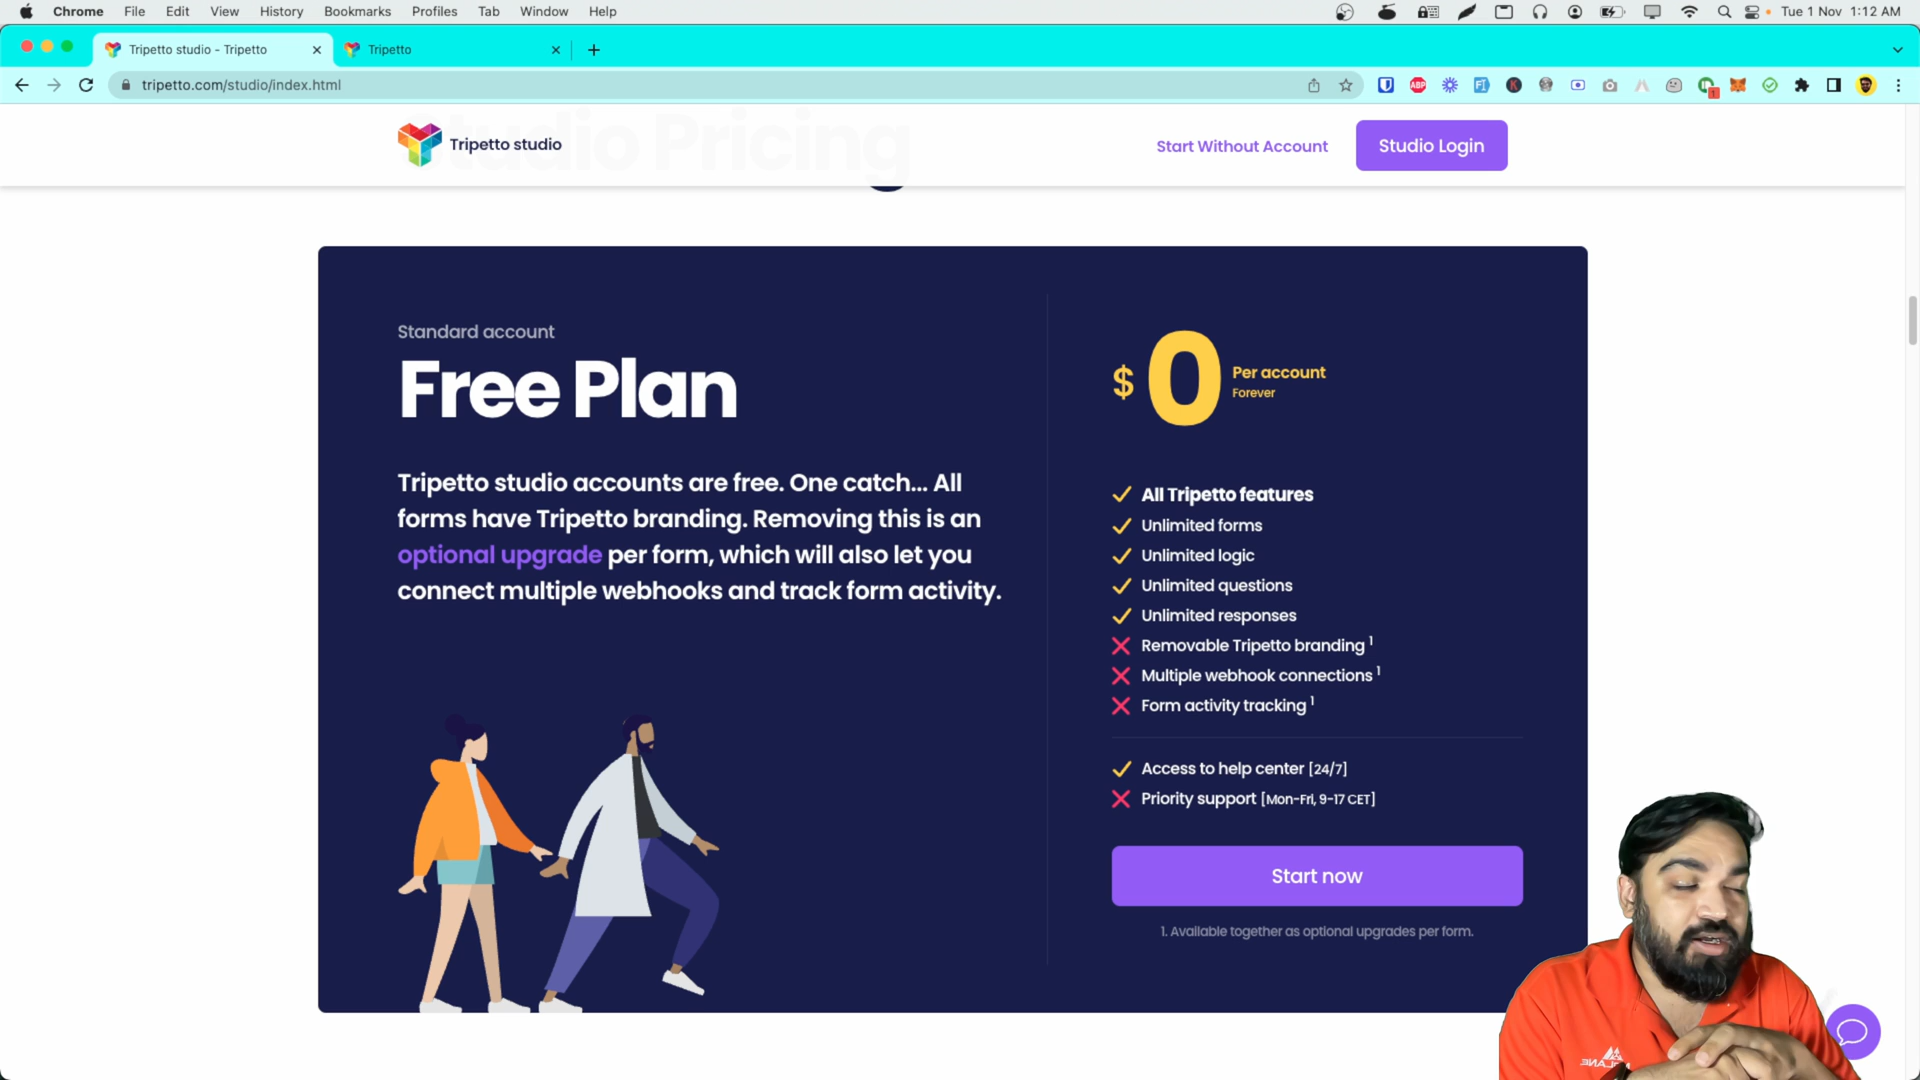 Chrome File Edit View History Bookmarks Profiles Tab Window Help Tue 1 Nov 1:12 AM
Tripetto studio - Tripetto Tripetto
tripetto.com/studio/index.html
Studio Pricing
Tripetto studio Start Without Account Studio Login
Standard account
Free Plan
Tripetto studio accounts are free. One catch... All
forms have Tripetto branding. Removing this is an
optional upgrade per form, which will also let you
connect multiple webhooks and track form activity.
$ 0 Per account
Forever
All Tripetto features
Unlimited forms
Unlimited logic
Unlimited questions
Unlimited responses
Removable Tripetto branding 1
Multiple webhook connections 1
Form activity tracking 1
Access to help center [24/7]
Priority support [Mon-Fri, 9-17 CET]
Start now
1. Available together as optional upgrades per form.